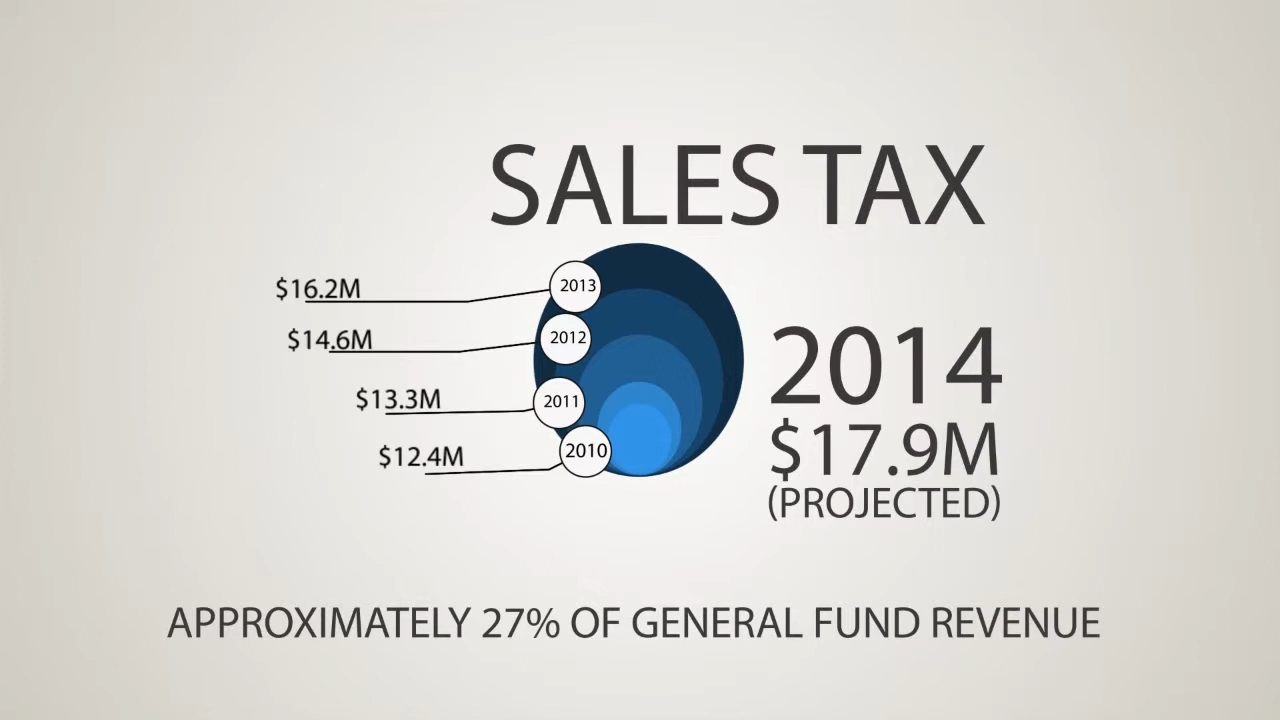 SALES TAX
$16.2M
2013
$14.6M
2012
$13.3M
2011
$12.4M
2010
2014
$17.9M
(PROJECTED)
APPROXIMATELY 27% OF GENERAL FUND REVENUE